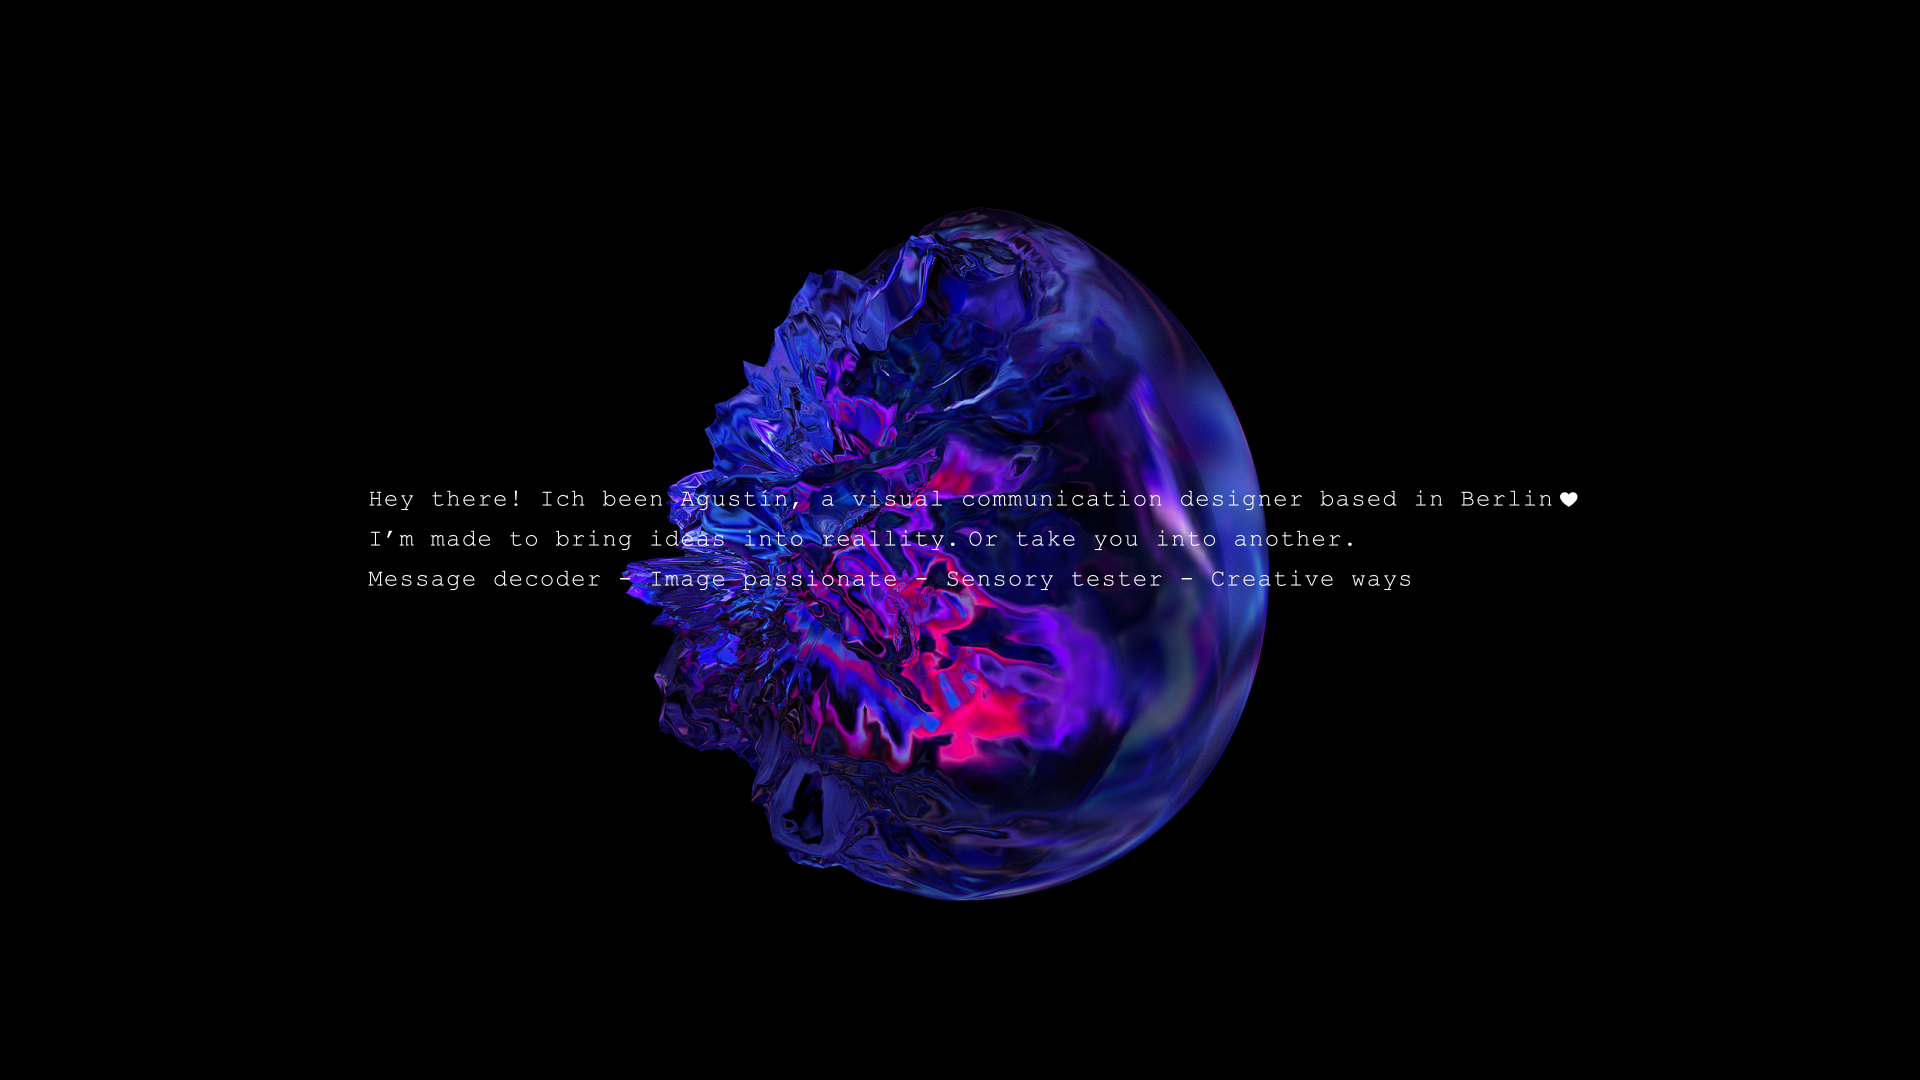 Hey there! Ich been Agustín, a visual communication designer based in Berlin♥
I’m made to bring ideas into reallity. Or take you into another.
Message decoder - Image passionate - Sensory tester - Creative ways